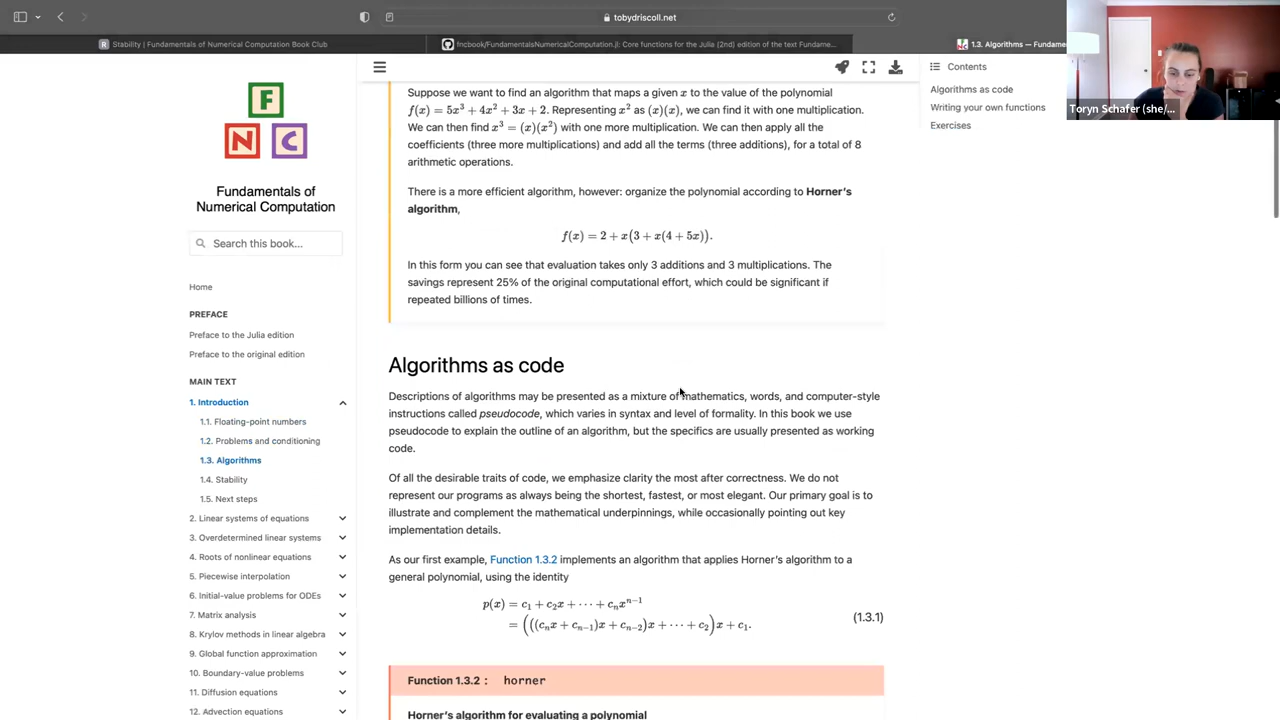 tobydriscoll.net
Stability | Fundamentals of Numerical Computation Book Club
fncbook/FundamentalsNumericalComputation.jl: Core functions for the Julia (2nd) edition of the text Fundame...
1.3. Algorithms — Fundame
Toryn Schafer (she/...
F
N C
Fundamentals of
Numerical Computation
Search this book...
Home
PREFACE
Preface to the Julia edition
Preface to the original edition
MAIN TEXT
1. Introduction
1.1. Floating-point numbers
1.2. Problems and conditioning
1.3. Algorithms
1.4. Stability
1.5. Next steps
2. Linear systems of equations
3. Overdetermined linear systems
4. Roots of nonlinear equations
5. Piecewise interpolation
6. Initial-value problems for ODEs
7. Matrix analysis
8. Krylov methods in linear algebra
9. Global function approximation
10. Boundary-value problems
11. Diffusion equations
12. Advection equations
Suppose we want to find an algorithm that maps a given x to the value of the polynomial
f(x) = 5x³ + 4x² + 3x + 2. Representing x² as (x)(x), we can find it with one multiplication.
We can then find x³ = (x)(x²) with one more multiplication. We can then apply all the
coefficients (three more multiplications) and add all the terms (three additions), for a total of 8
arithmetic operations.
There is a more efficient algorithm, however: organize the polynomial according to Horner's
algorithm,
f(x) = 2 + x(3 + x(4 + 5x)).
In this form you can see that evaluation takes only 3 additions and 3 multiplications. The
savings represent 25% of the original computational effort, which could be significant if
repeated billions of times.
Algorithms as code
Descriptions of algorithms may be presented as a mixture of mathematics, words, and computer-style
instructions called pseudocode, which varies in syntax and level of formality. In this book we use
pseudocode to explain the outline of an algorithm, but the specifics are usually presented as working
code.
Of all the desirable traits of code, we emphasize clarity the most after correctness. We do not
represent our programs as always being the shortest, fastest, or most elegant. Our primary goal is to
illustrate and complement the mathematical underpinnings, while occasionally pointing out key
implementation details.
As our first example, Function 1.3.2 implements an algorithm that applies Horner's algorithm to a
general polynomial, using the identity
p(x) = c₁ + c₂x + ⋯ + cₙxⁿ⁻¹
= (((cₙx + cₙ₋₁)x + cₙ₋₂)x + ⋯ + c₂)x + c₁.
(1.3.1)
Function 1.3.2 : horner
Horner's algorithm for evaluating a polynomial
Contents
Algorithms as code
Writing your own functions
Exercises